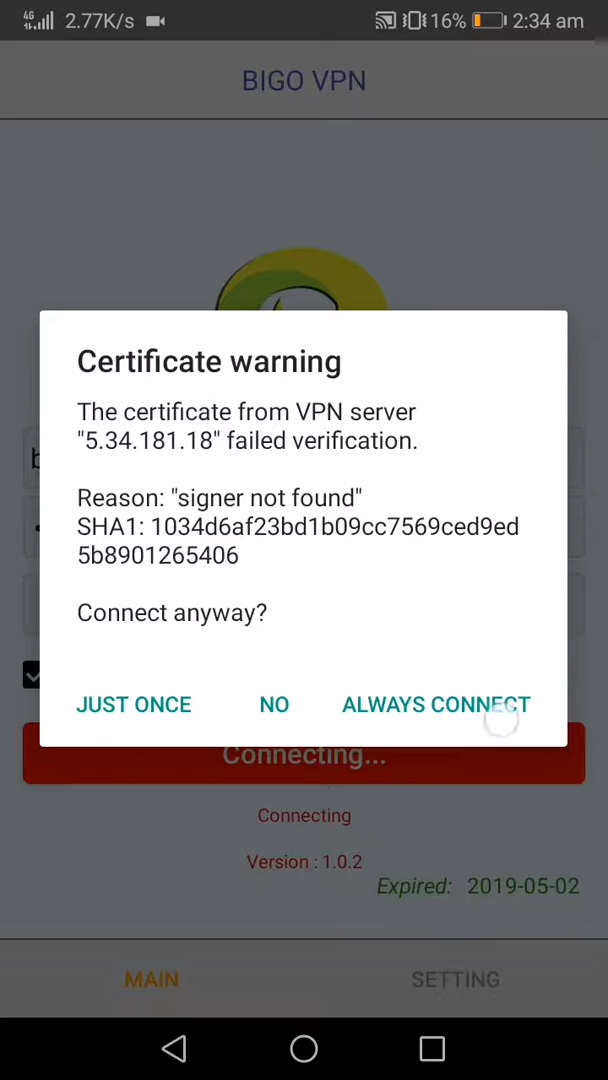 4G 2.77K/s 16% 2:34 am
BIGO VPN
Certificate warning
The certificate from VPN server
"5.34.181.18" failed verification.
Reason: "signer not found"
SHA1: 1034d6af23bd1b09cc7569ced9ed
5b8901265406
Connect anyway?
JUST ONCE NO ALWAYS CONNECT
Connecting...
Connecting
Version : 1.0.2
Expired: 2019-05-02
MAIN SETTING